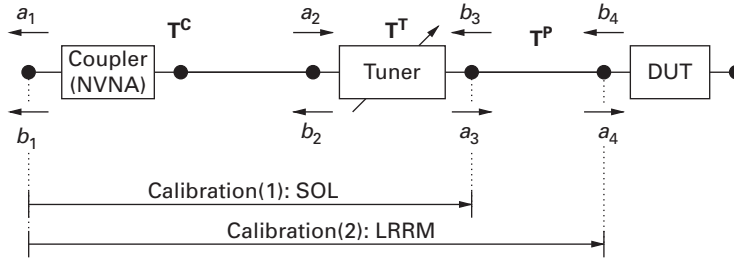 a₁ T^C a₂ T^T b₃ T^P b₄
Coupler (NVNA) Tuner DUT
b₁ b₂ a₃ a₄
Calibration(1): SOL
Calibration(2): LRRM